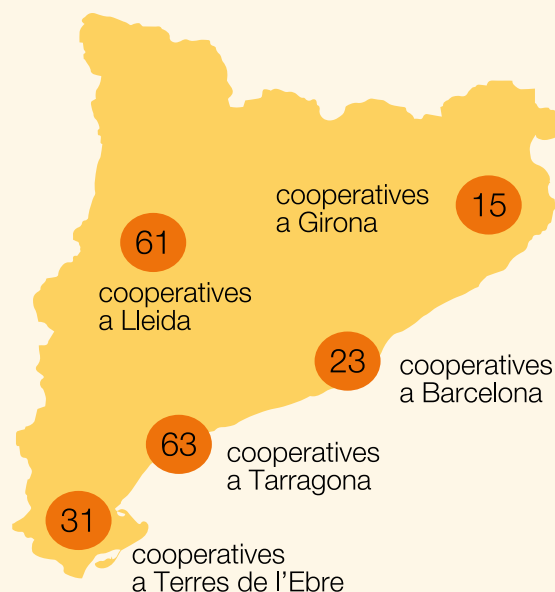 cooperatives
a Girona
15
61
cooperatives
a Lleida
23
cooperatives
a Barcelona
63
cooperatives
a Tarragona
31
cooperatives
a Terres de l’Ebre